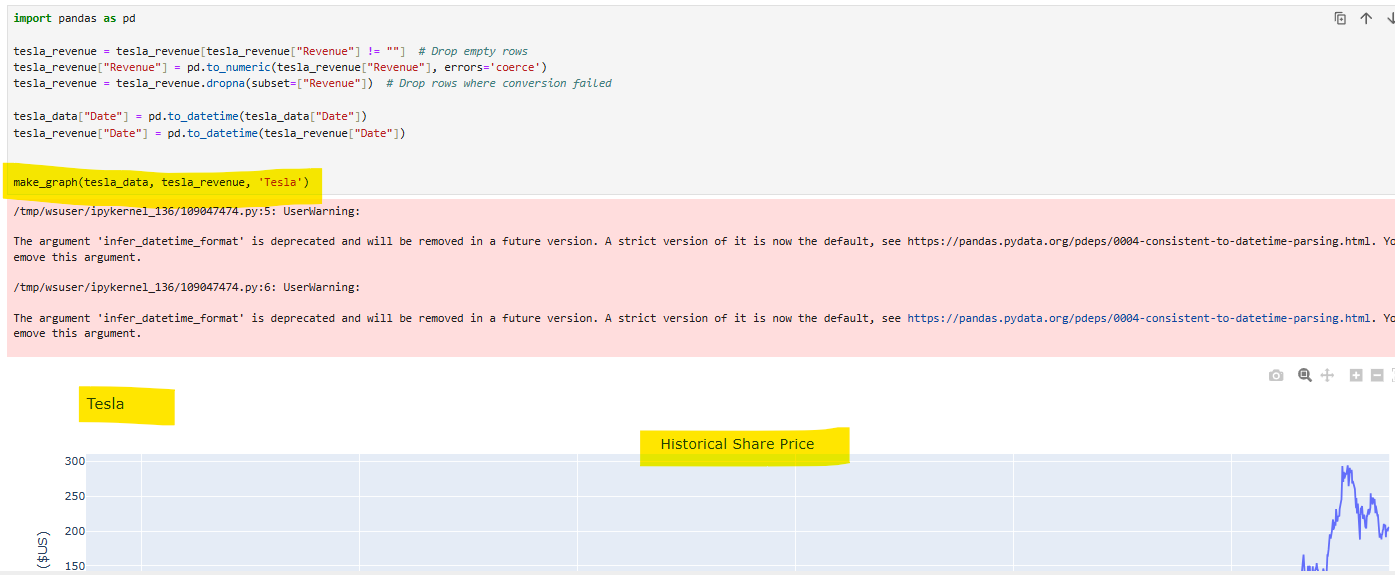 import pandas as pd
tesla_revenue = tesla_revenue[tesla_revenue["Revenue"] != ""]  # Drop empty rows
tesla_revenue["Revenue"] = pd.to_numeric(tesla_revenue["Revenue"], errors='coerce')
tesla_revenue = tesla_revenue.dropna(subset=["Revenue"])  # Drop rows where conversion failed
tesla_data["Date"] = pd.to_datetime(tesla_data["Date"])
tesla_revenue["Date"] = pd.to_datetime(tesla_revenue["Date"])
make_graph(tesla_data, tesla_revenue, 'Tesla')
/tmp/wsuser/ipykernel_136/109047474.py:5: UserWarning:
The argument 'infer_datetime_format' is deprecated and will be removed in a future version. A strict version of it is now the default, see https://pandas.pydata.org/pdeps/0004-consistent-to-datetime-parsing.html. Yo
emove this argument.
/tmp/wsuser/ipykernel_136/109047474.py:6: UserWarning:
The argument 'infer_datetime_format' is deprecated and will be removed in a future version. A strict version of it is now the default, see https://pandas.pydata.org/pdeps/0004-consistent-to-datetime-parsing.html. Yo
emove this argument.
Tesla
Historical Share Price
300
250
200
150
($US)